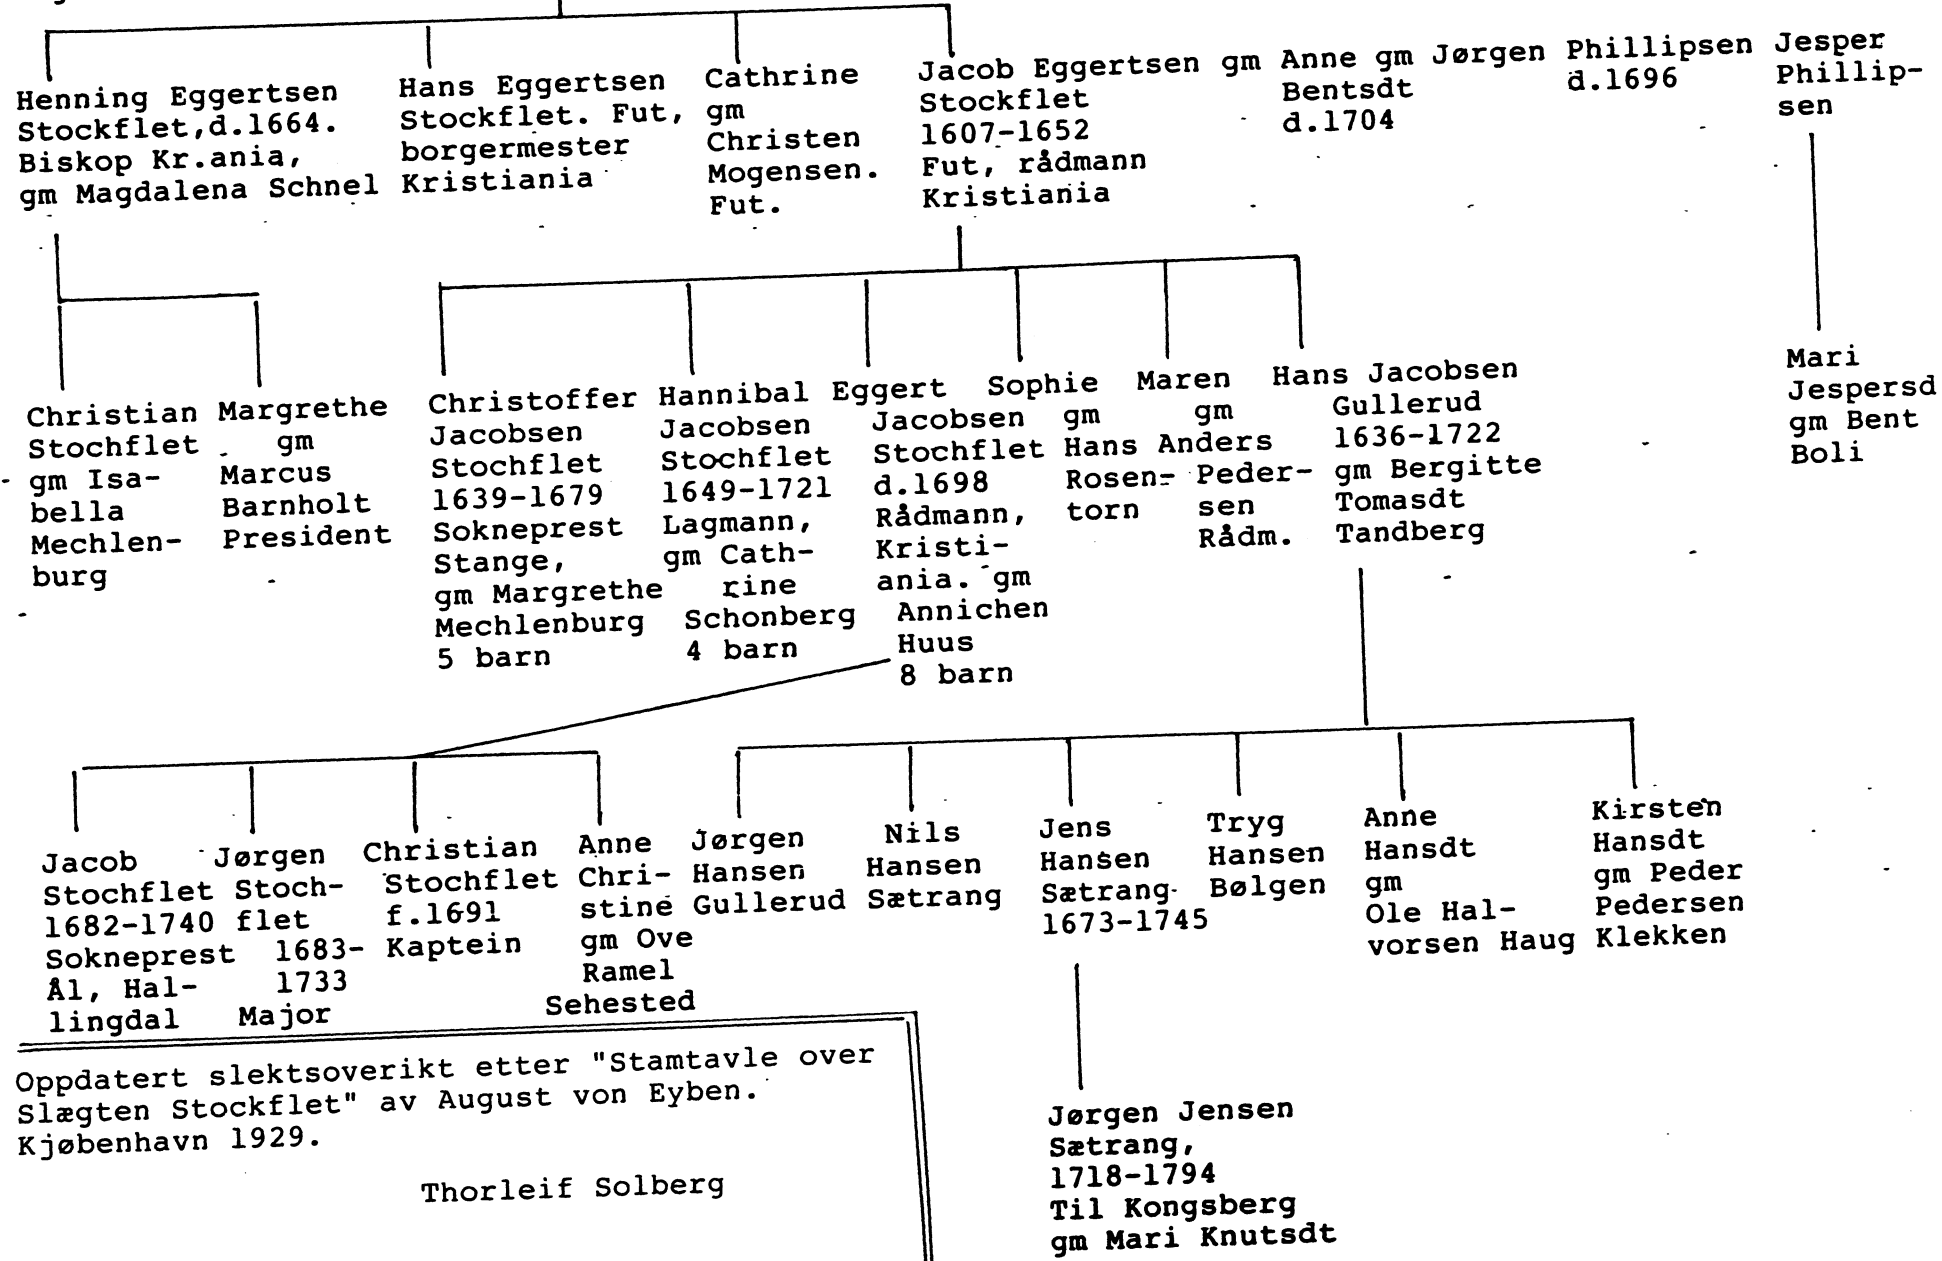 Henning Eggertsen
Stockflet,d.1664.
Biskop Kr.ania,
gm Magdalena Schnel
Hans Eggertsen
Stockflet. Fut,
borgermester
Kristiania
Cathrine
gm
Christen
Mogensen.
Fut.
Jacob Eggertsen gm
Stockflet
1607-1652
Fut, rådmann
Kristiania
Anne gm Jørgen Phillipsen
Bentsdt
d.1704
d.1696
Jesper
Phillip-
sen
Christian
Stochflet
gm Isa-
bella
Mechlen-
burg
Margrethe
gm
Marcus
Barnholt
President
Christoffer
Jacobsen
Stochflet
1639-1679
Sokneprest
Stange,
gm Margrethe
Mechlenburg
5 barn
Hannibal
Jacobsen
Stochflet
1649-1721
Lagmann,
gm Cath-
rine
Schonberg
4 barn
Eggert
Jacobsen
Stochflet
d.1698
Rådmann,
Kristi-
ania. gm
Annichen
Huus
8 barn
Sophie
gm
Hans
Rosen-
torn
Maren
gm
Anders
Peder-
sen
Rådm.
Hans Jacobsen
Gullerud
1636-1722
gm Bergitte
Tomasdt
Tandberg
Mari
Jespersd
gm Bent
Boli
Jacob
Stochflet
1682-1740
Sokneprest
Ål, Hal-
lingdal
Jørgen
Stoch-
flet
1683-
1733
Major
Christian
Stochflet
f.1691
Kaptein
Anne
Chri-
stine
gm Ove
Ramel
Sehested
Jørgen
Hansen
Gullerud
Nils
Hansen
Sætrang
Jens
Hansen
Sætrang
1673-1745
Tryg
Hansen
Bølgen
Anne
Hansdt
gm
Ole Hal-
vorsen Haug
Kirsten
Hansdt
gm Peder
Pedersen
Klekken
Jørgen Jensen
Sætrang,
1718-1794
Til Kongsberg
gm Mari Knutsdt
Oppdatert slektsoverikt etter "Stamtavle over
Slægten Stockflet" av August von Eyben.
Kjøbenhavn 1929.
Thorleif Solberg